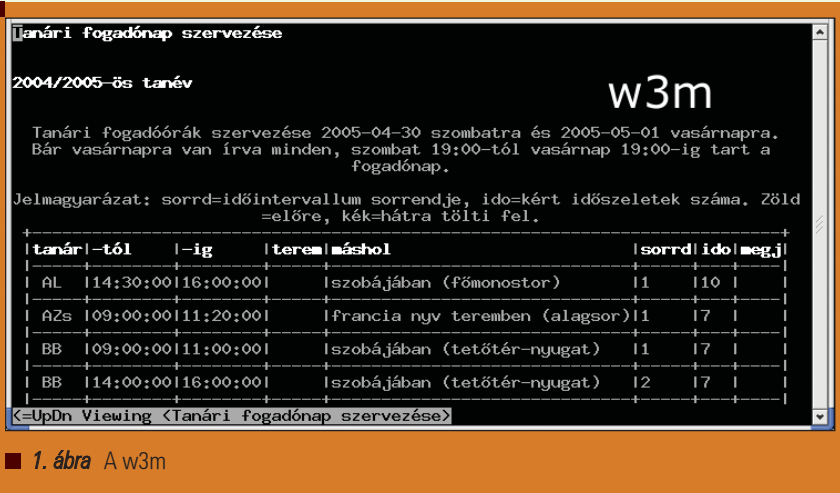 Tanári fogadónap szervezése
2004/2005-ös tanév
w3m
Tanári fogadóórák szervezése 2005-04-30 szombatra és 2005-05-01 vasárnapra.
Bár vasárnapra van írva minden, szombat 19:00-tól vasárnap 19:00-ig tart a
fogadónap.
Jelmagyarázat: sorrd=időintervallum sorrendje, ido=kért időszeletek száma. Zöld
=előre, kék=hátra tölti fel.
|tanár|-tól |-ig |terem|máshol |sorrd|ido|megj|
| AL |14:30:00|16:00:00| |szobájában (főmonostor) |1 |10 | |
| AZs |09:00:00|11:20:00| |francia nyv teremben (alagsor)|1 |7 | |
| BB |09:00:00|11:00:00| |szobájában (tetőtér-nyugat) |1 |7 | |
| BB |14:00:00|16:00:00| |szobájában (tetőtér-nyugat) |2 |7 | |
<=UpDn Viewing <Tanári fogadónap szervezése>
1. ábra A w3m